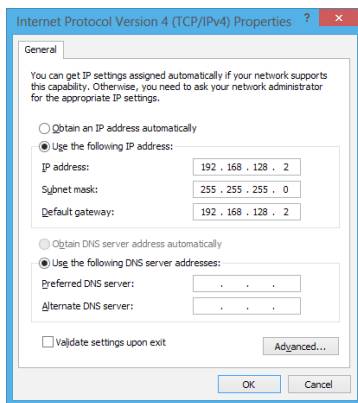 Internet Protocol Version 4 (TCP/IPv4) Properties ? ×
General
You can get IP settings assigned automatically if your network supports
this capability. Otherwise, you need to ask your network administrator
for the appropriate IP settings.
Obtain an IP address automatically
Use the following IP address:
IP address: 192 . 168 . 128 . 2
Subnet mask: 255 . 255 . 255 . 0
Default gateway: 192 . 168 . 128 . 2
Obtain DNS server address automatically
Use the following DNS server addresses:
Preferred DNS server: . . .
Alternate DNS server: . . .
Validate settings upon exit
Advanced...
OK Cancel